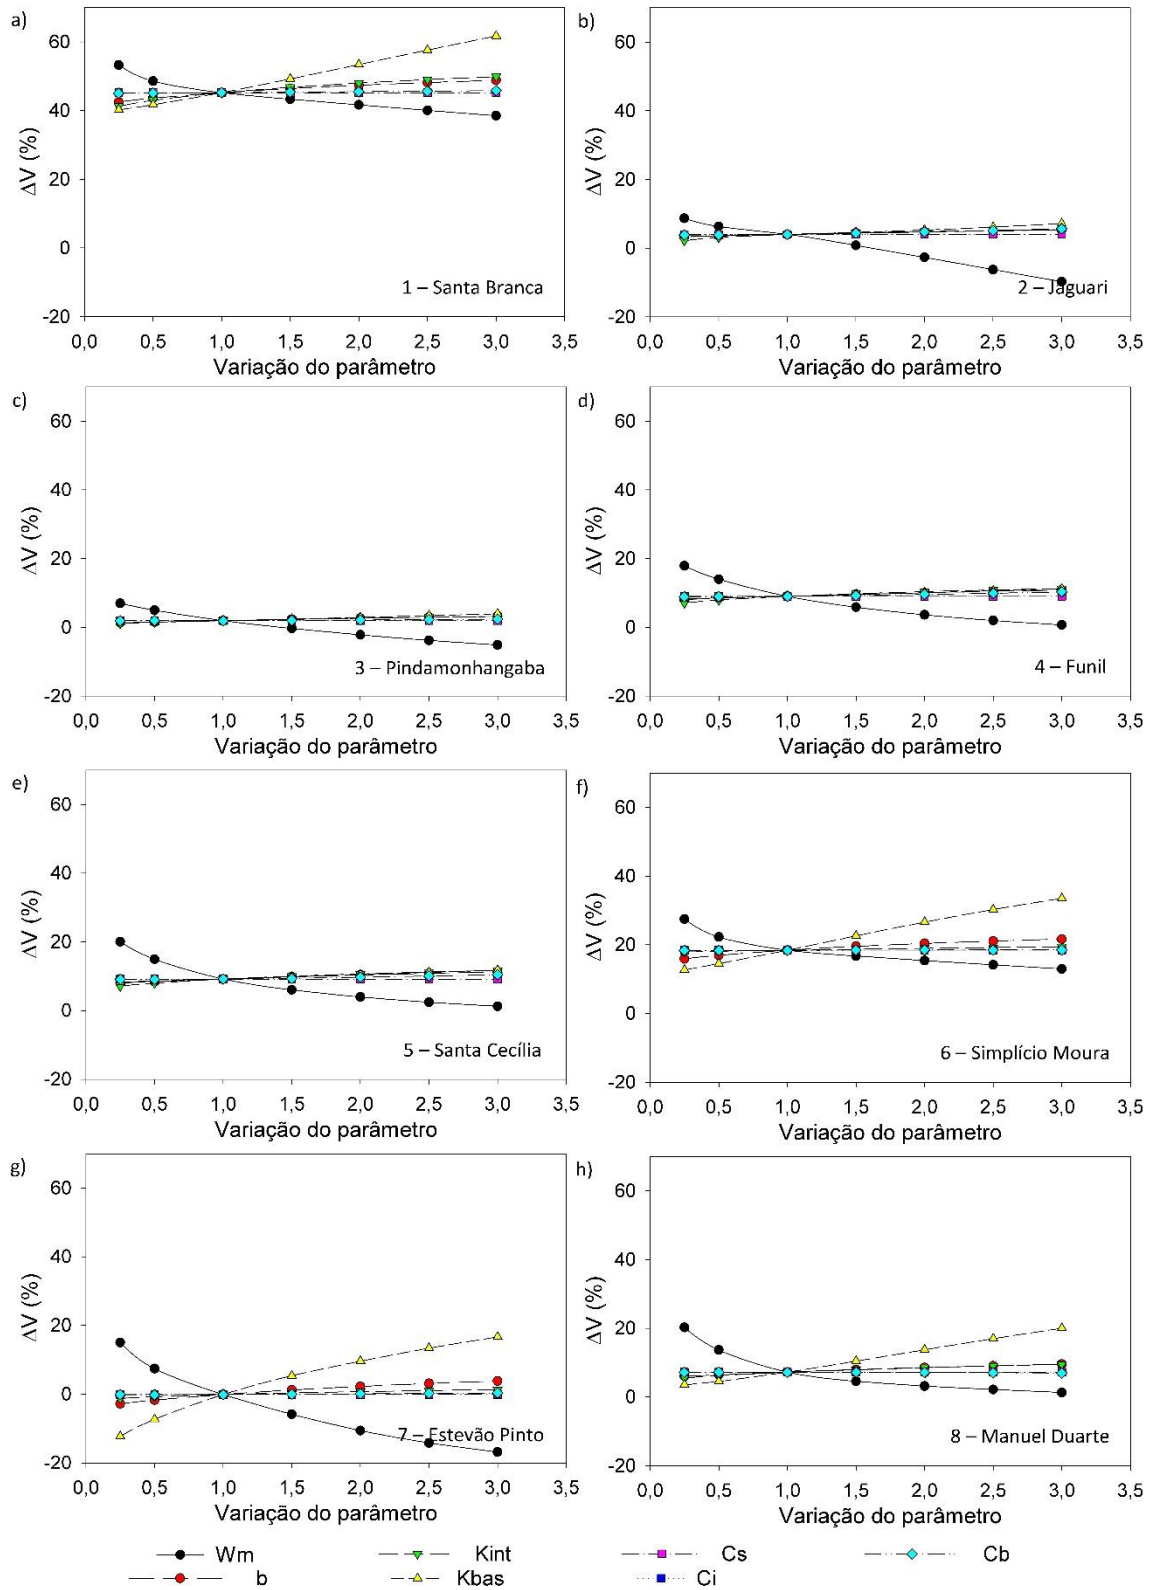 a)
60
40
20
0
-20
ΔV (%)
1 – Santa Branca
0,0 0,5 1,0 1,5 2,0 2,5 3,0 3,5
Variação do parâmetro
b)
60
40
20
0
-20
ΔV (%)
2 – Jaguari
0,0 0,5 1,0 1,5 2,0 2,5 3,0 3,5
Variação do parâmetro
c)
60
40
20
0
-20
ΔV (%)
3 – Pindamonhangaba
0,0 0,5 1,0 1,5 2,0 2,5 3,0 3,5
Variação do parâmetro
d)
60
40
20
0
-20
ΔV (%)
4 – Funil
0,0 0,5 1,0 1,5 2,0 2,5 3,0 3,5
Variação do parâmetro
e)
60
40
20
0
-20
ΔV (%)
5 – Santa Cecília
0,0 0,5 1,0 1,5 2,0 2,5 3,0 3,5
Variação do parâmetro
f)
60
40
20
0
-20
ΔV (%)
6 – Simplício Moura
0,0 0,5 1,0 1,5 2,0 2,5 3,0 3,5
Variação do parâmetro
g)
60
40
20
0
-20
ΔV (%)
7 – Estevão Pinto
0,0 0,5 1,0 1,5 2,0 2,5 3,0 3,5
Variação do parâmetro
h)
60
40
20
0
-20
ΔV (%)
8 – Manuel Duarte
0,0 0,5 1,0 1,5 2,0 2,5 3,0 3,5
Variação do parâmetro
Wm Kint Cs Cb
b Kbas Ci